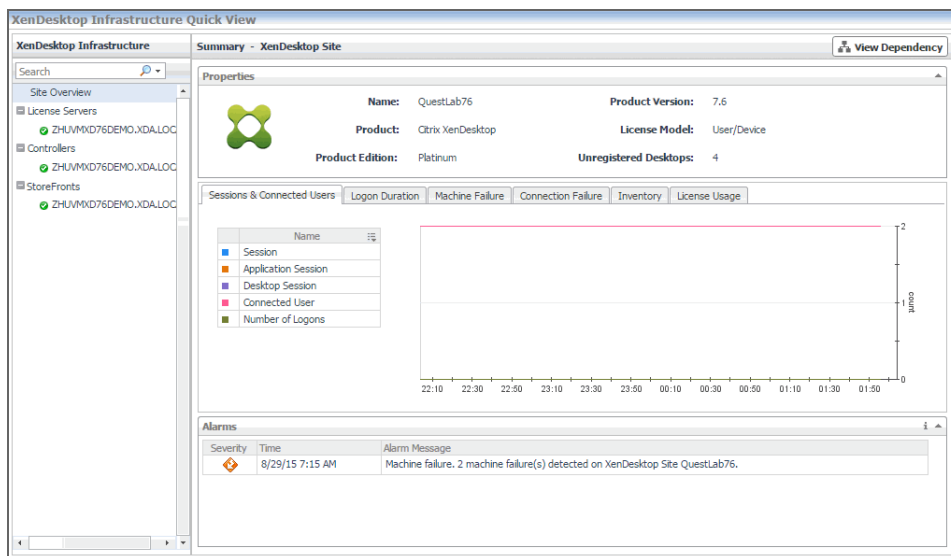 XenDesktop Infrastructure Quick View
XenDesktop Infrastructure
Search
Site Overview
License Servers
ZHUVMXD76DEMO.XDA.LOC
Controllers
ZHUVMXD76DEMO.XDA.LOC
StoreFronts
ZHUVMXD76DEMO.XDA.LOC
Summary - XenDesktop Site
View Dependency
Properties
Name: QuestLab76 Product Version: 7.6
Product: Citrix XenDesktop License Model: User/Device
Product Edition: Platinum Unregistered Desktops: 4
Sessions & Connected Users Logon Duration Machine Failure Connection Failure Inventory License Usage
Name
Session
Application Session
Desktop Session
Connected User
Number of Logons
2
1
0
count
22:10 22:30 22:50 23:10 23:30 23:50 00:10 00:30 00:50 01:10 01:30 01:50
Alarms
Severity Time Alarm Message
8/29/15 7:15 AM Machine failure. 2 machine failure(s) detected on XenDesktop Site QuestLab76.